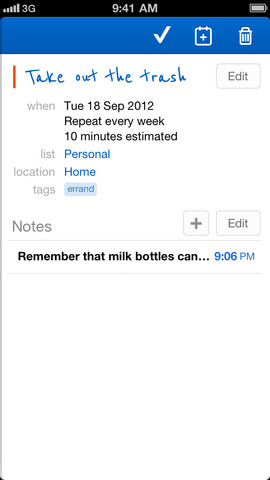 3G 9:41 AM
Take out the trash Edit
when Tue 18 Sep 2012
Repeat every week
10 minutes estimated
list Personal
location Home
tags errand
Notes + Edit
Remember that milk bottles can... 9:06 PM